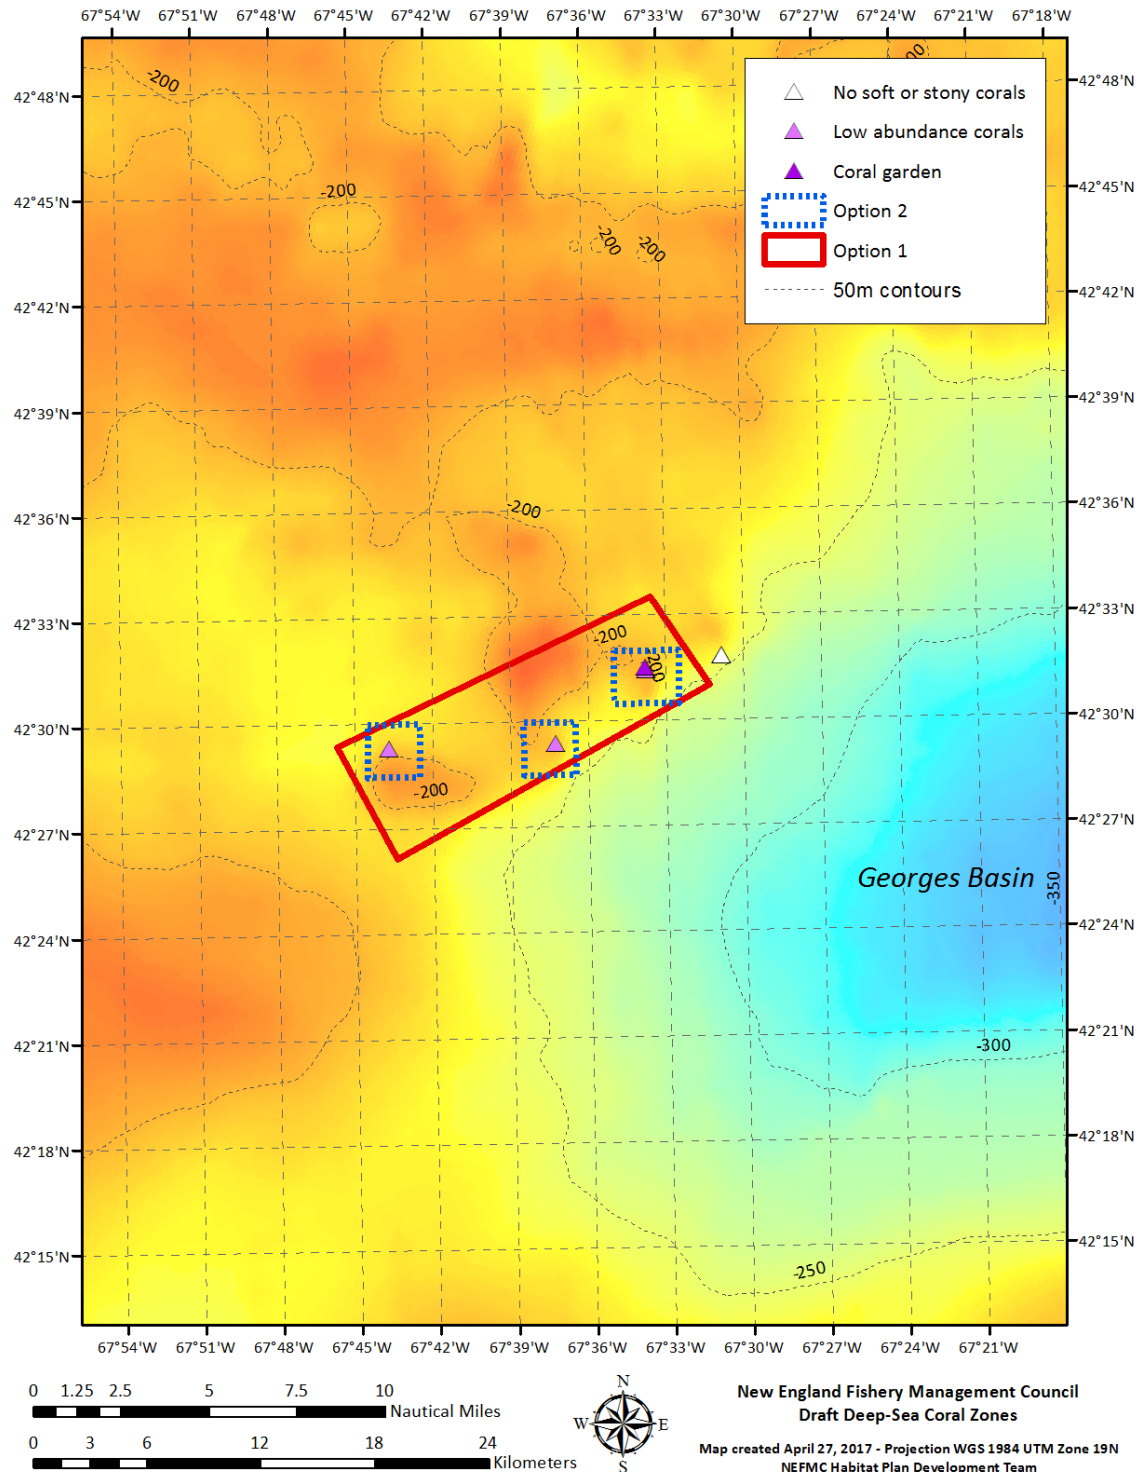 67°54'W 67°51'W 67°48'W 67°45'W 67°42'W 67°39'W 67°36'W 67°33'W 67°30'W 67°27'W 67°24'W 67°21'W 67°18'W
-200
No soft or stony corals
Low abundance corals
Coral garden
Option 2
Option 1
50m contours
42°48'N
42°48'N
-200
42°45'N
42°45'N
-200
-200
-200
42°42'N
42°42'N
42°39'N
42°39'N
-200
42°36'N
42°36'N
42°33'N
42°33'N
-200
200
42°30'N
42°30'N
-200
42°27'N
42°27'N
Georges Basin
-350
42°24'N
42°24'N
42°21'N
42°21'N
-300
42°18'N
42°18'N
42°15'N
42°15'N
-250
67°54'W 67°51'W 67°48'W 67°45'W 67°42'W 67°39'W 67°36'W 67°33'W 67°30'W 67°27'W 67°24'W 67°21'W
0 1.25 2.5 5 7.5 10
Nautical Miles
0 3 6 12 18 24
Kilometers
N
W E
S
New England Fishery Management Council
Draft Deep-Sea Coral Zones
Map created April 27, 2017 - Projection WGS 1984 UTM Zone 19N
NEFMC Habitat Plan Development Team